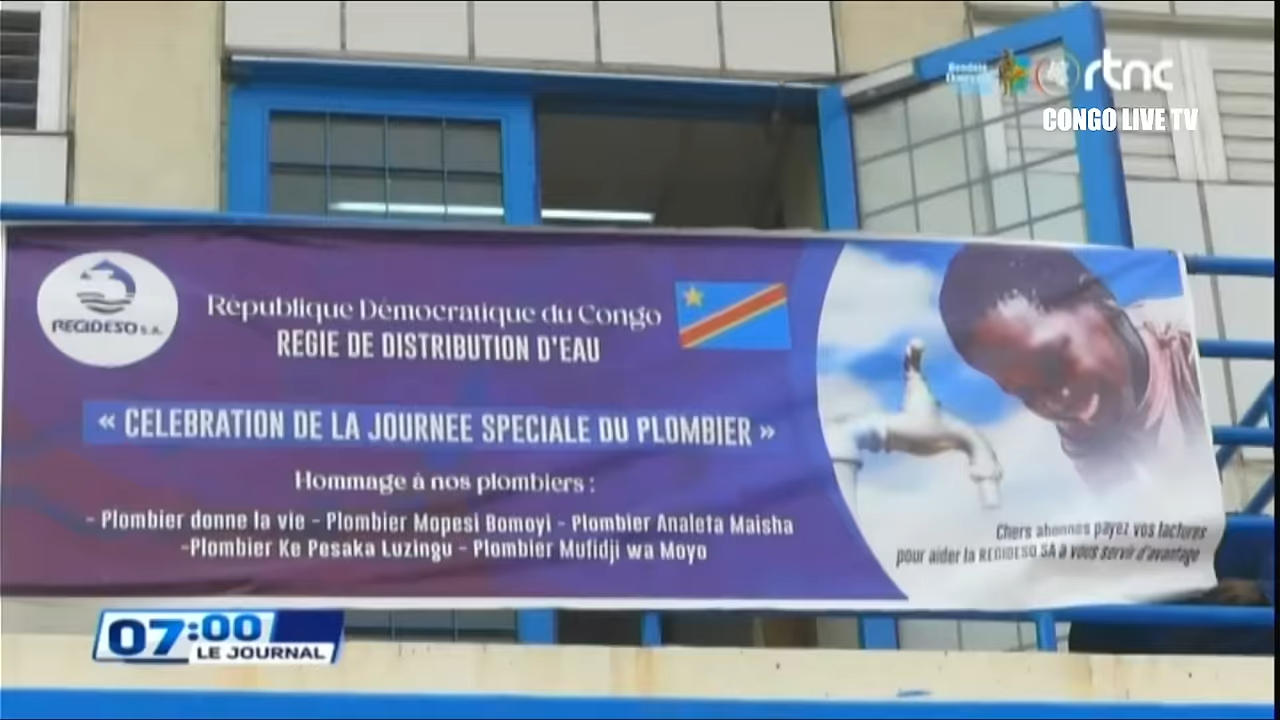 rtnc
CONGO LIVE TV
REGIDESO S.A.
République Démocratique du Congo
REGIE DE DISTRIBUTION D'EAU
« CELEBRATION DE LA JOURNEE SPECIALE DU PLOMBIER »
Hommage à nos plombiers :
- Plombier donne la vie - Plombier Mopesi Bomoyi - Plombier Analeta Maisha
-Plombier Ke Pesaka Luzingu - Plombier Mufidji wa Moyo
Chers abonnes payez vos factures
pour aider la REGIDESO SA à vous servir d'avantage
07:00
LE JOURNAL